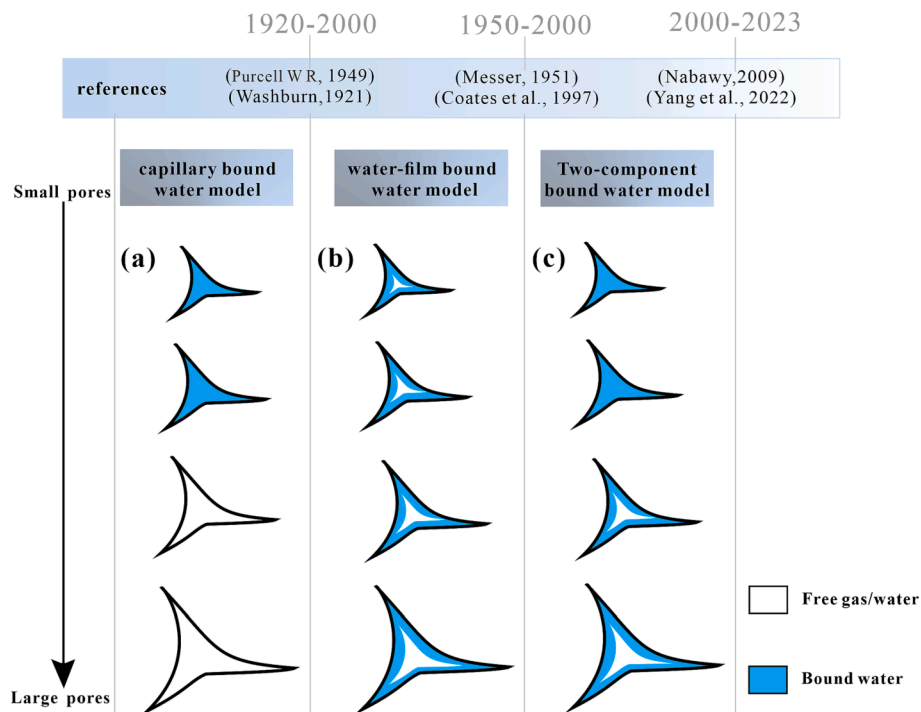 1920-2000
1950-2000
2000-2023
references
(Purcell W R, 1949)
(Washburn,1921)
(Messer, 1951)
(Coates et al., 1997)
(Nabawy,2009)
(Yang et al., 2022)
capillary bound
water model
water-film bound
water model
Two-component
bound water model
Small pores
(a)
(b)
(c)
Free gas/water
Bound water
Large pores